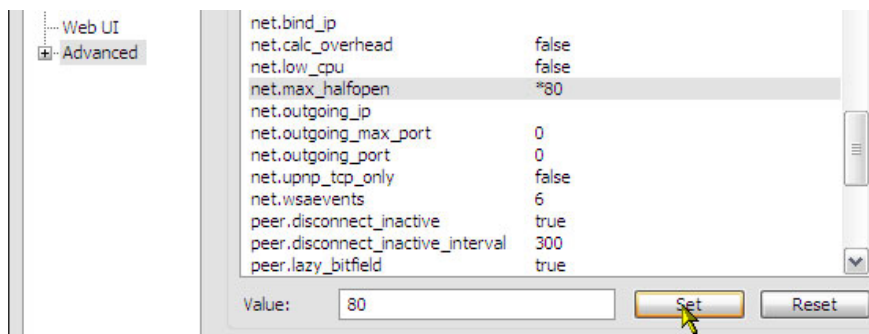 Web UI
Advanced
net.bind_ip
net.calc_overhead false
net.low_cpu false
net.max_halfopen *80
net.outgoing_ip
net.outgoing_max_port 0
net.outgoing_port 0
net.upnp_tcp_only false
net.wsaevents 6
peer.disconnect_inactive true
peer.disconnect_inactive_interval 300
peer.lazy_bitfield true
Value: 80 Set Reset